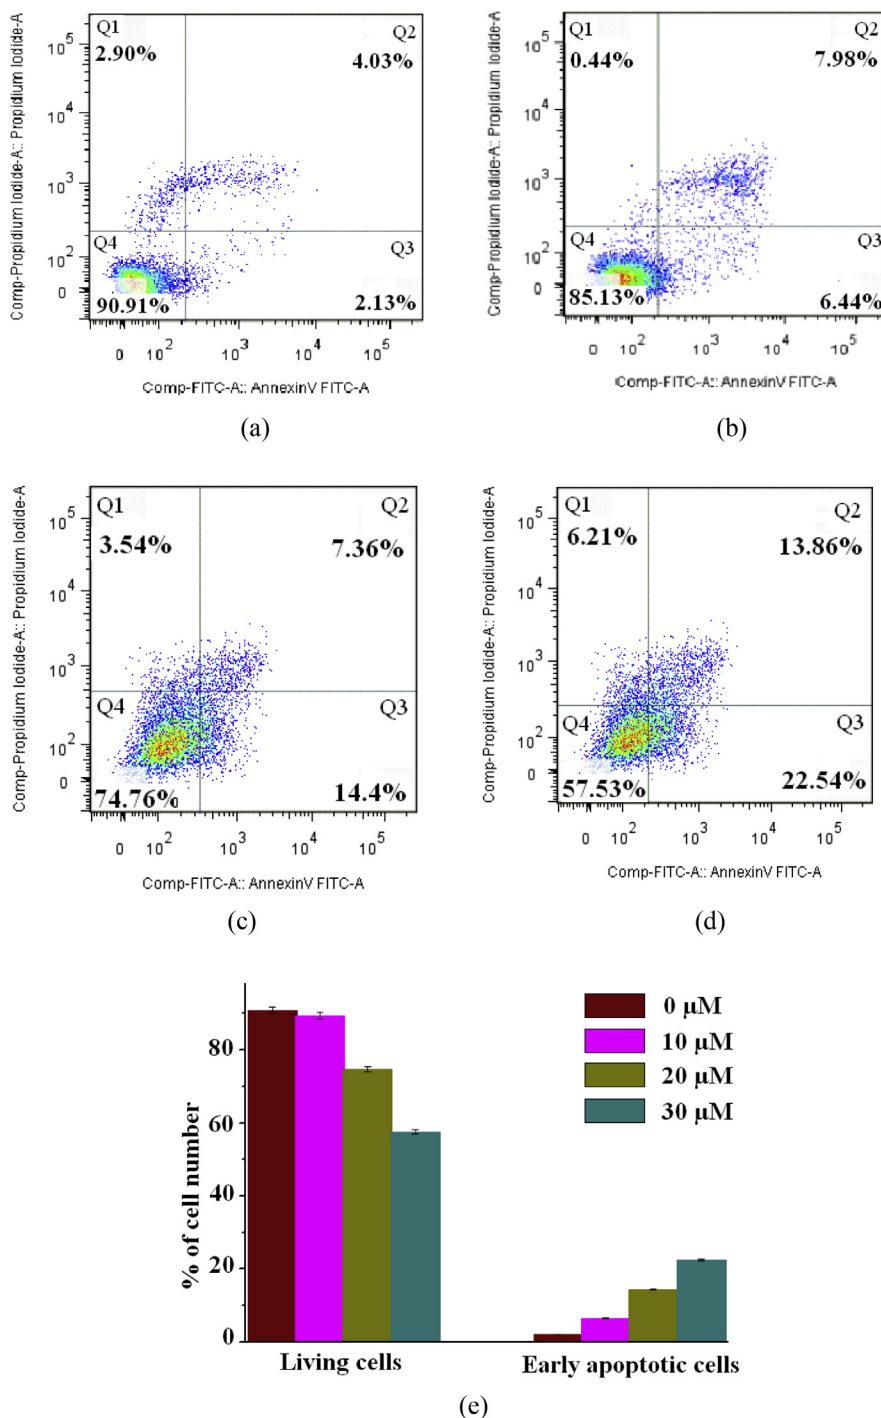 Comp-Propidium Iodide-A:: Propidium Iodide-A
Q1
2.90%
Q2
4.03%
10^5
10^4
10^3
10^2
0
Q4
90.91%
Q3
2.13%
0 10^2 10^3 10^4 10^5
Comp-FITC-A:: AnnexinV FITC-A
(a)
Comp-Propidium Iodide-A:: Propidium Iodide-A
Q1
0.44%
Q2
7.98%
10^5
10^4
10^3
10^2
0
Q4
85.13%
Q3
6.44%
0 10^2 10^3 10^4 10^5
Comp-FITC-A:: AnnexinV FITC-A
(b)
Comp-Propidium Iodide-A:: Propidium Iodide-A
Q1
3.54%
Q2
7.36%
10^5
10^4
10^3
10^2
0
Q4
74.76%
Q3
14.4%
0 10^2 10^3 10^4 10^5
Comp-FITC-A:: AnnexinV FITC-A
(c)
Comp-Propidium Iodide-A:: Propidium Iodide-A
Q1
6.21%
Q2
13.86%
10^5
10^4
10^3
10^2
0
Q4
57.53%
Q3
22.54%
0 10^2 10^3 10^4 10^5
Comp-FITC-A:: AnnexinV FITC-A
(d)
% of cell number
80
60
40
20
0
0 μM
10 μM
20 μM
30 μM
Living cells
Early apoptotic cells
(e)